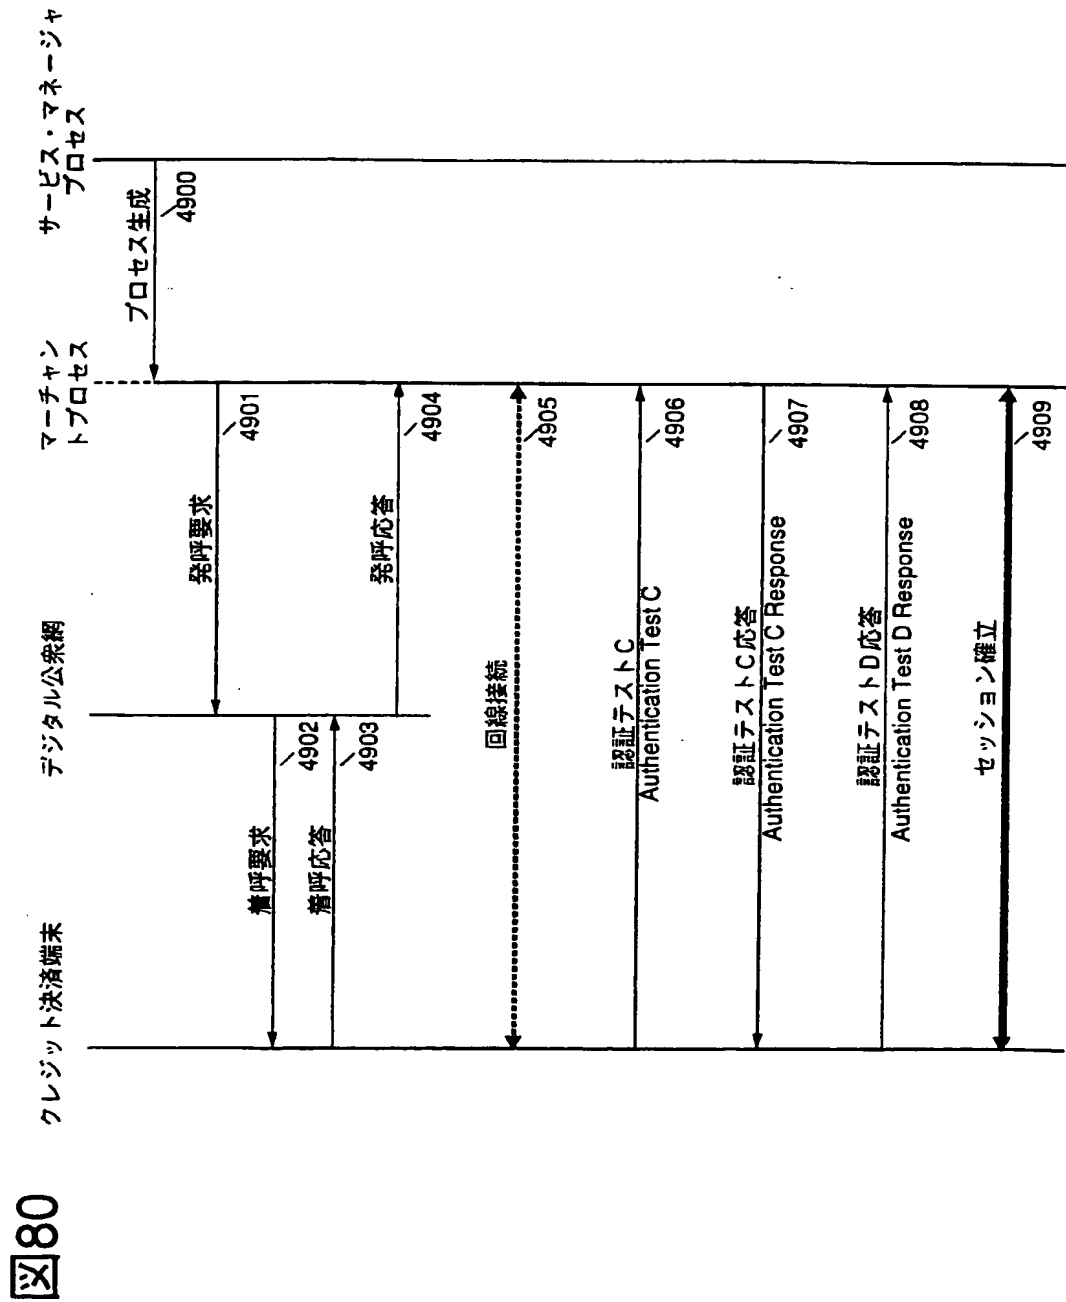 図80
クレジット決済端末
デジタル公衆網
マーチャン
トプロセス
サービス・マネージャ
プロセス
プロセス生成
4900
発呼要求
4901
着呼要求
4902
着呼応答
4903
発呼応答
4904
回線接続
4905
認証テストC
Authentication Test C
4906
認証テストC応答
Authentication Test C Response
4907
認証テストD応答
Authentication Test D Response
4908
セッション確立
4909